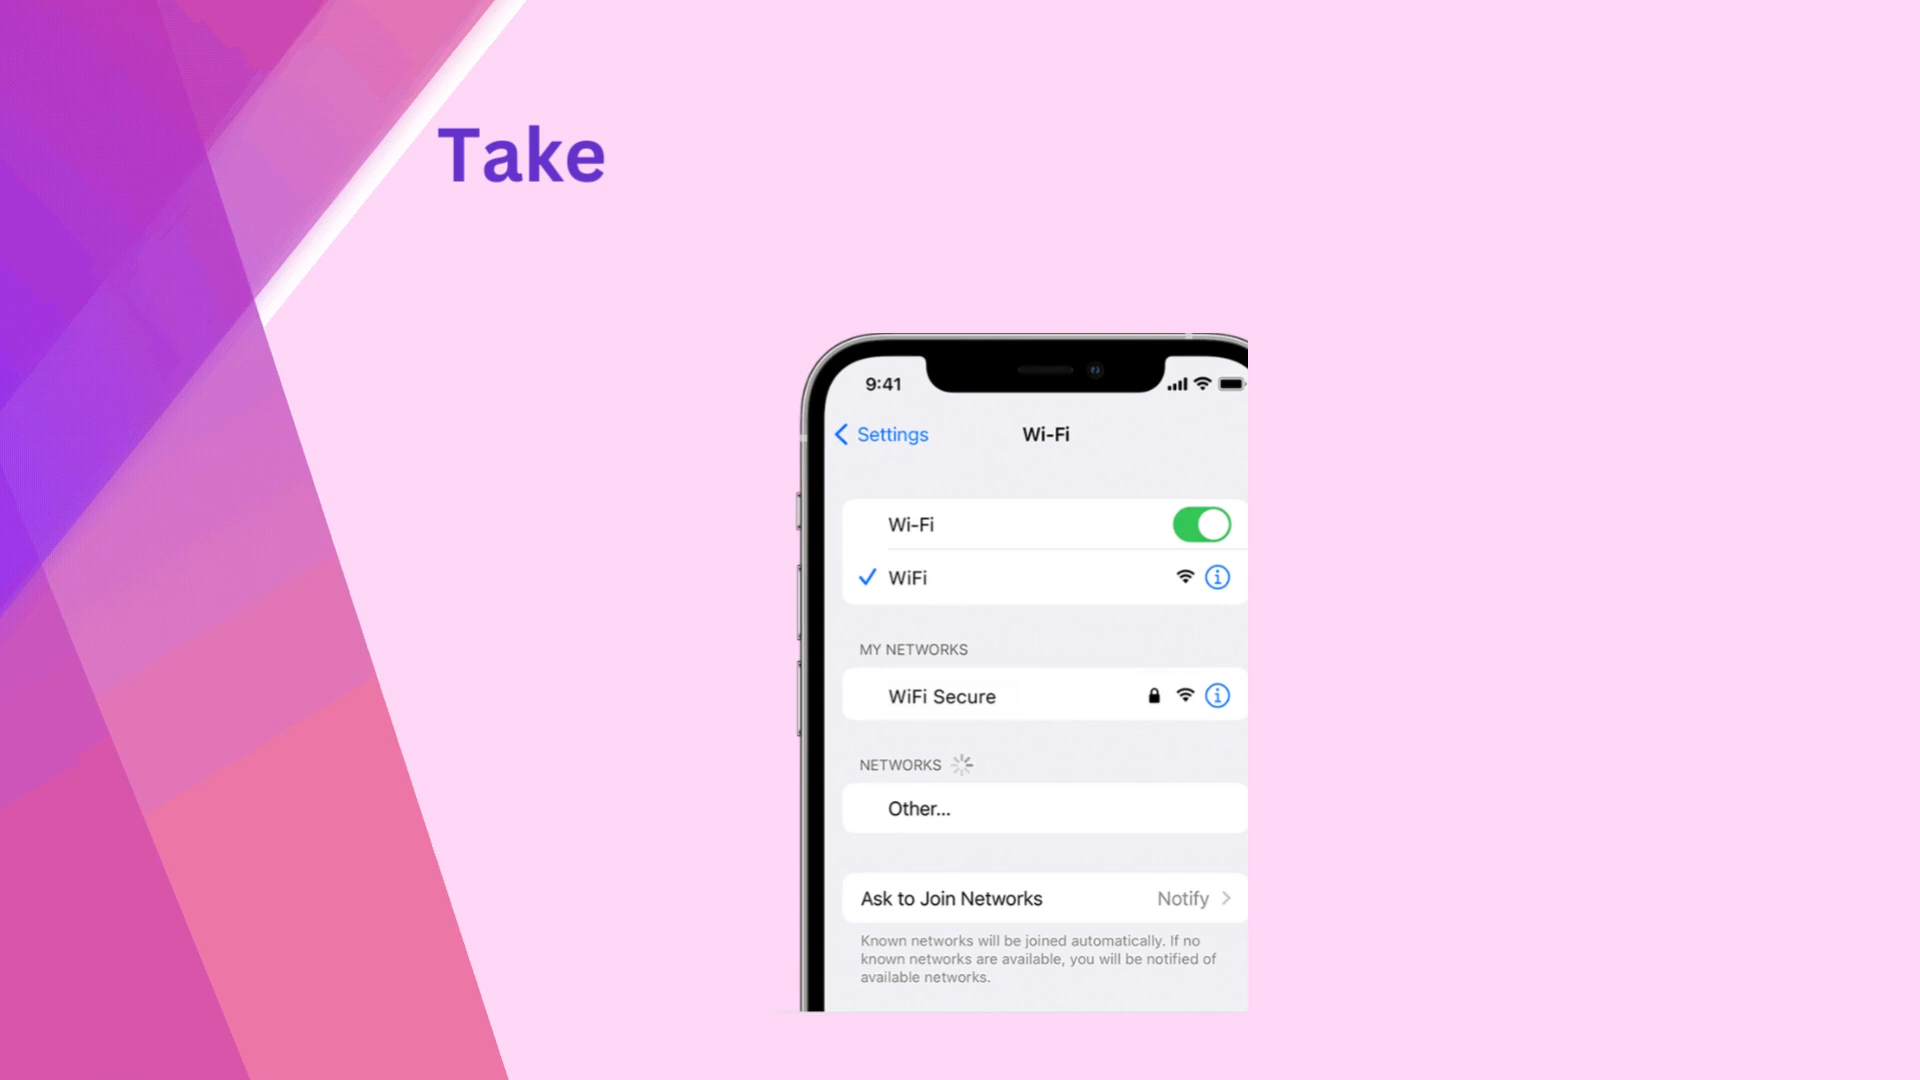 Take
9:41
Settings
Wi-Fi
Wi-Fi
WiFi
MY NETWORKS
WiFi Secure
NETWORKS
Other...
Ask to Join Networks Notify
Known networks will be joined automatically. If no
known networks are available, you will be notified of
available networks.